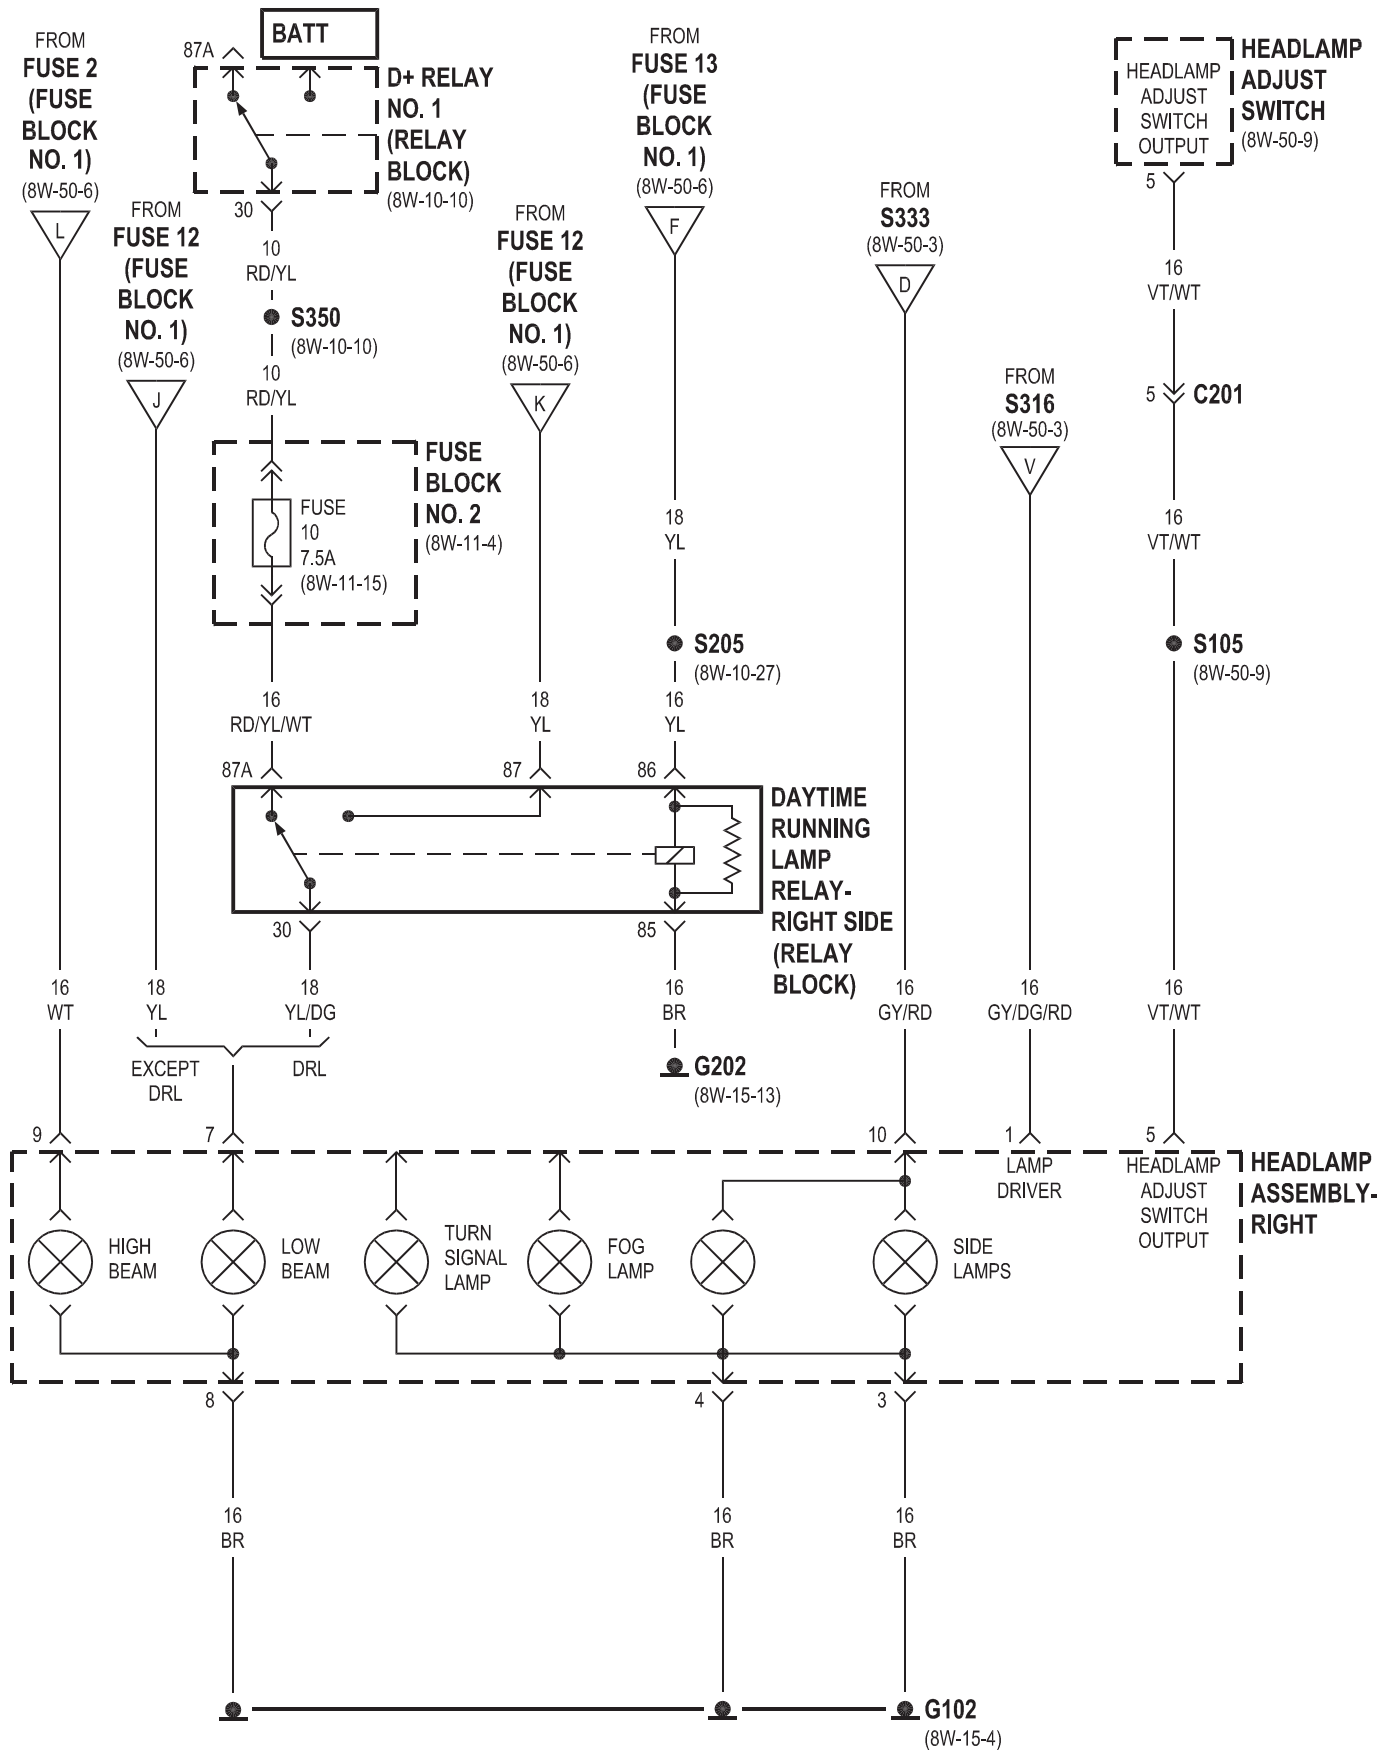 BATT
87A
D+ RELAY
NO. 1
(RELAY
BLOCK)
(8W-10-10)
30
10
RD/YL
S350
(8W-10-10)
10
RD/YL
FROM
FUSE 2
(FUSE
BLOCK
NO. 1)
(8W-50-6)
L
FROM
FUSE 12
(FUSE
BLOCK
NO. 1)
(8W-50-6)
J
FUSE
BLOCK
NO. 2
(8W-11-4)
FUSE
10
7.5A
(8W-11-15)
16
RD/YL/WT
FROM
FUSE 12
(FUSE
BLOCK
NO. 1)
(8W-50-6)
K
18
YL
FROM
FUSE 13
(FUSE
BLOCK
NO. 1)
(8W-50-6)
F
18
YL
S205
(8W-10-27)
16
YL
FROM
S333
(8W-50-3)
D
FROM
S316
(8W-50-3)
V
HEADLAMP
ADJUST
SWITCH
OUTPUT
HEADLAMP
ADJUST
SWITCH
(8W-50-9)
5
16
VT/WT
5
C201
16
VT/WT
S105
(8W-50-9)
87A
87
86
DAYTIME
RUNNING
LAMP
RELAY-
RIGHT SIDE
(RELAY
BLOCK)
30
85
16
WT
18
YL
18
YL/DG
16
BR
16
GY/RD
16
GY/DG/RD
16
VT/WT
EXCEPT
DRL
DRL
G202
(8W-15-13)
9
7
10
1
5
LAMP
DRIVER
HEADLAMP
ADJUST
SWITCH
OUTPUT
HEADLAMP
ASSEMBLY-
RIGHT
HIGH
BEAM
LOW
BEAM
TURN
SIGNAL
LAMP
FOG
LAMP
SIDE
LAMPS
8
4
3
16
BR
16
BR
16
BR
G102
(8W-15-4)